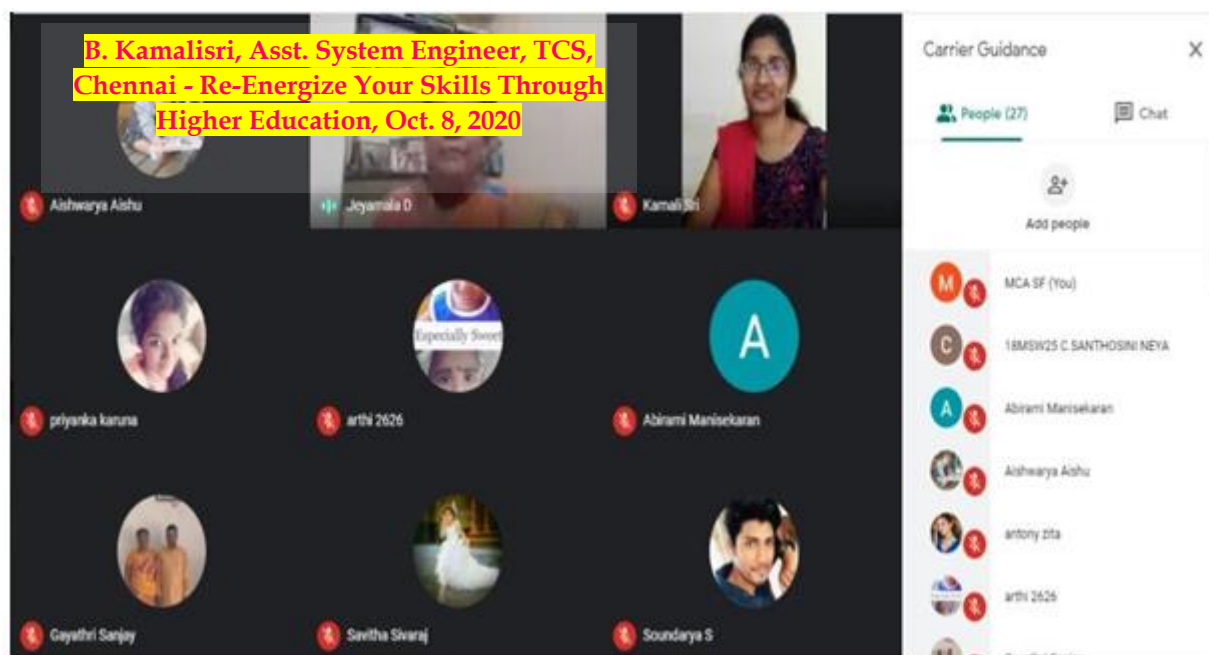 B. Kamalisri, Asst. System Engineer, TCS,
Chennai - Re-Energize Your Skills Through
Higher Education, Oct. 8, 2020
Aishwarya Aishu
Jeyamala D
Kamali Sri
priyanka karuna
Especially Sweet
arthi 2626
A
Abirami Manisekaran
Gayathri Sanjay
Savitha Sivaraj
Soundarya S
Carrier Guidance
People (27)
Chat
Add people
M
MCA SF (You)
C
18MSW25 C.SANTHOSINI NEYA
A
Abirami Manisekaran
Aishwarya Aishu
antony zita
arthi 2626